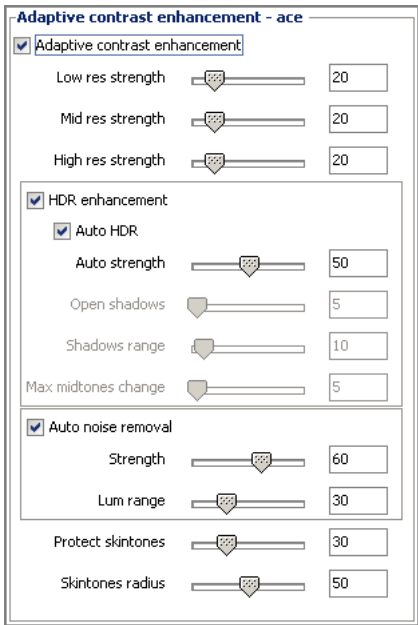 Adaptive contrast enhancement - ace
Adaptive contrast enhancement
Low res strength 20
Mid res strength 20
High res strength 20
HDR enhancement
Auto HDR
Auto strength 50
Open shadows 5
Shadows range 10
Max midtones change 5
Auto noise removal
Strength 60
Lum range 30
Protect skintones 30
Skintones radius 50